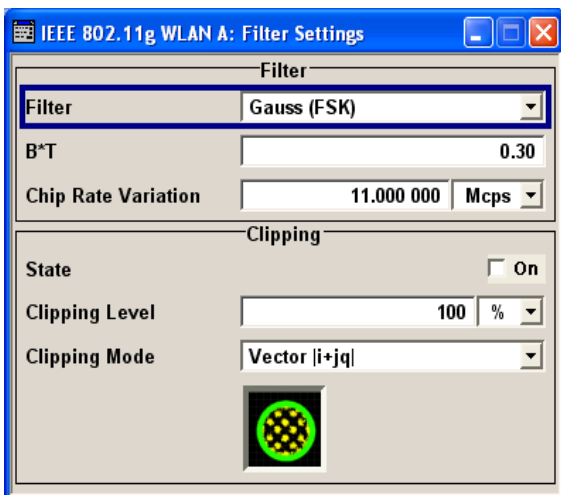 IEEE 802.11g WLAN A: Filter Settings
Filter
Filter Gauss (FSK)
B*T 0.30
Chip Rate Variation 11.000 000 Mcps
Clipping
State On
Clipping Level 100 %
Clipping Mode Vector |i+jq|